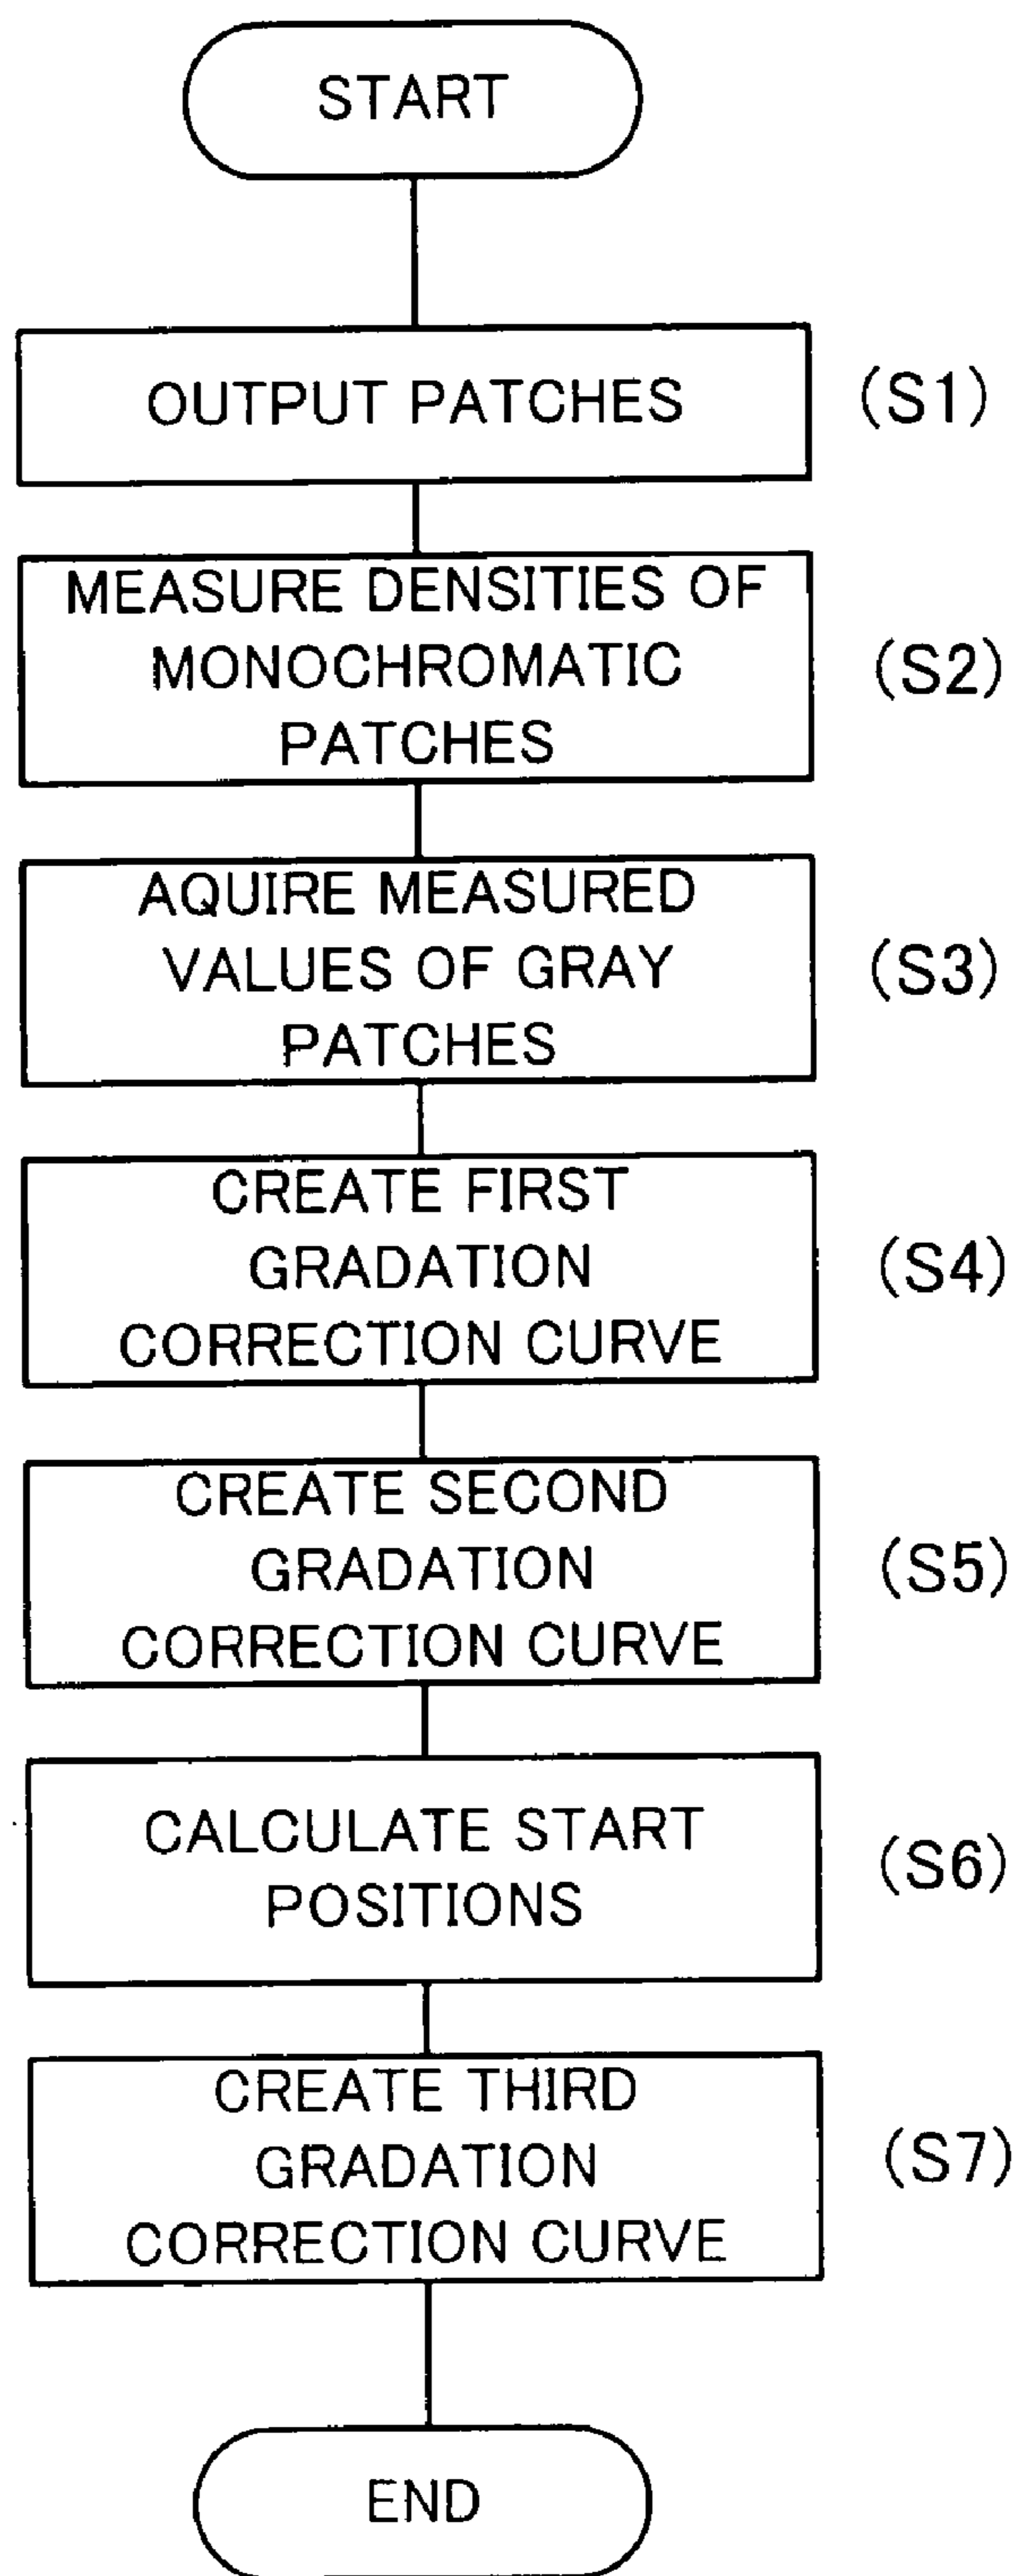 START
OUTPUT PATCHES
(S1)
MEASURE DENSITIES OF
MONOCHROMATIC
PATCHES
(S2)
AQUIRE MEASURED
VALUES OF GRAY
PATCHES
(S3)
CREATE FIRST
GRADATION
CORRECTION CURVE
(S4)
CREATE SECOND
GRADATION
CORRECTION CURVE
(S5)
CALCULATE START
POSITIONS
(S6)
CREATE THIRD
GRADATION
CORRECTION CURVE
(S7)
END